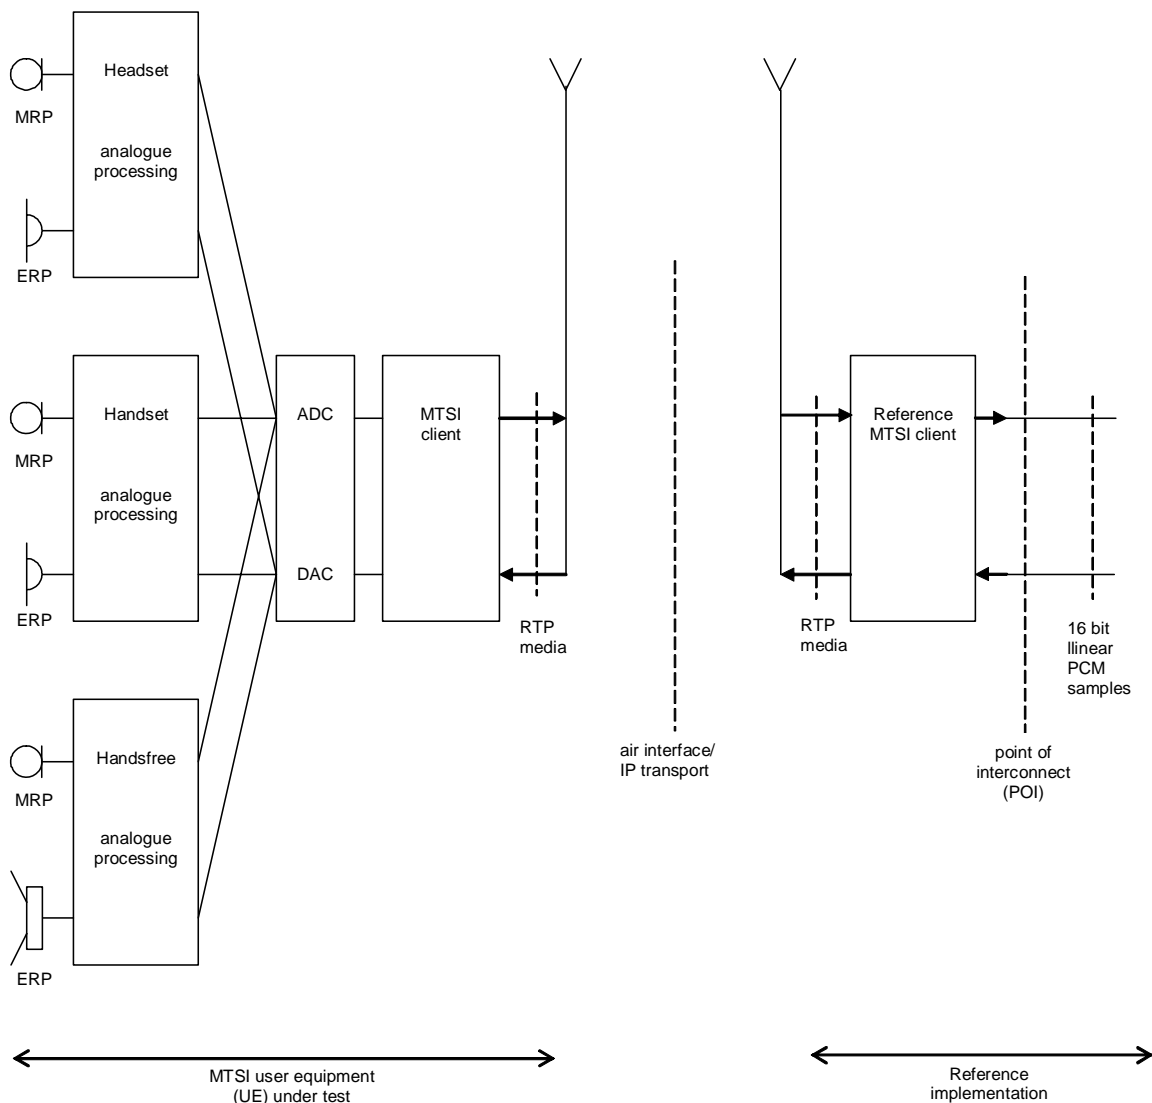 Headset
MRP
analogue
processing
ERP
Handset
MRP
analogue
processing
ERP
ADC
DAC
MTSI
client
RTP
media
Handsfree
MRP
analogue
processing
ERP
air interface/
IP transport
Reference
MTSI client
RTP
media
16 bit
llinear
PCM
samples
point of
interconnect
(POI)
MTSI user equipment
(UE) under test
Reference
implementation